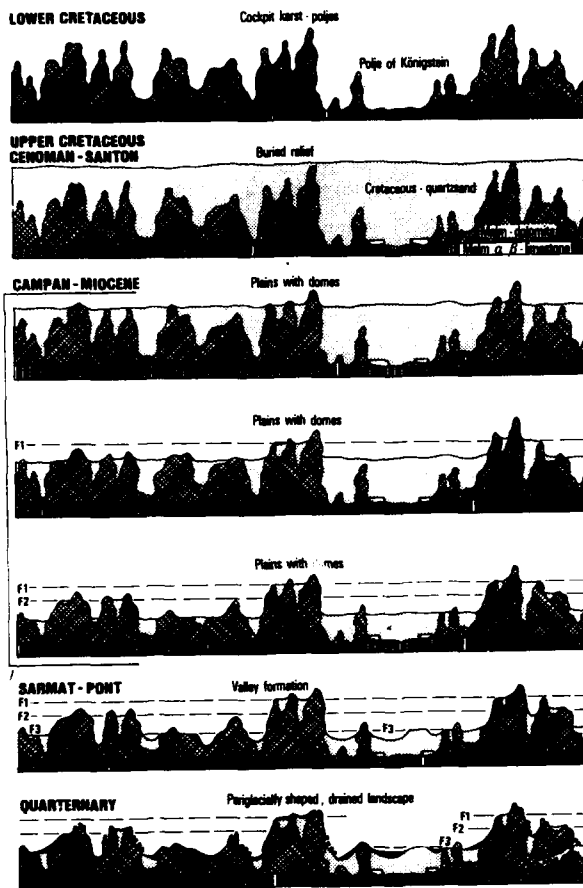 LOWER CRETACEOUS
Cockpit karst - poljes
Polje of Königstein
UPPER CRETACEOUS
CENOMAN - SANTON
Buried relief
Cretaceous - quartzsand
Malm - dolomite
Malm α β - limestone
CAMPAN - MIOCENE
Plains with domes
Plains with domes
F1
Plains with
F1
F2
SARMAT - PONT
Valley formation
F1
F2
F3
F3
QUARTERNARY
Periglacially shaped, drained landscape
F1
F2
F3